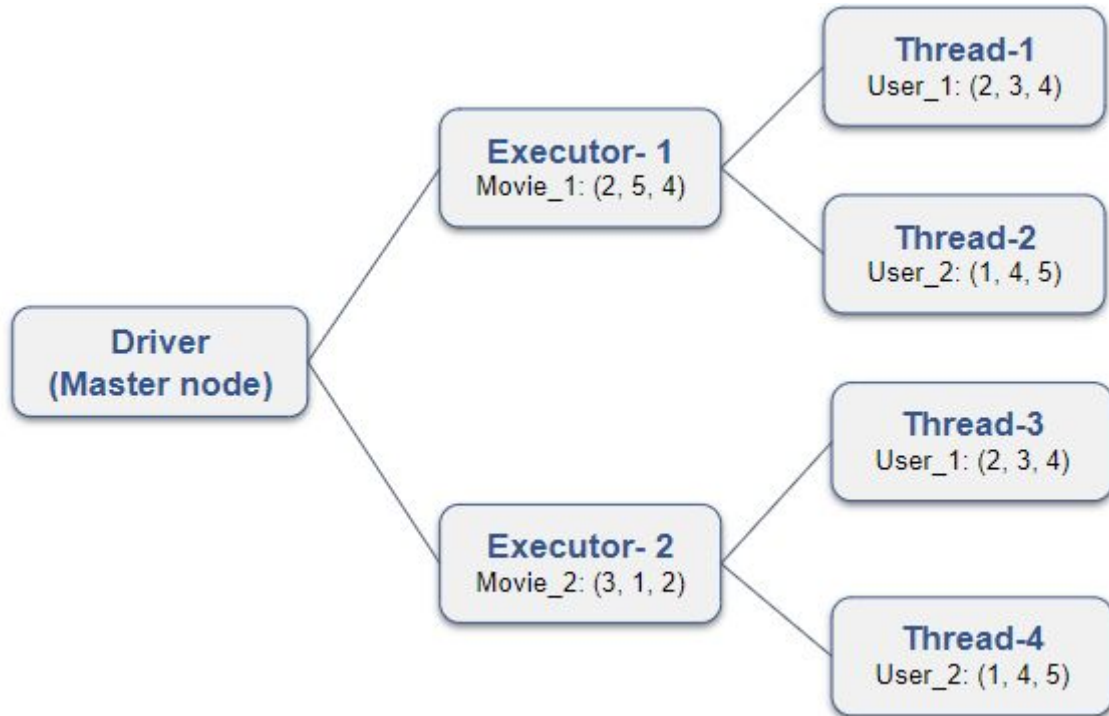 Driver
(Master node)
Executor- 1
Movie_1: (2, 5, 4)
Thread-1
User_1: (2, 3, 4)
Thread-2
User_2: (1, 4, 5)
Executor- 2
Movie_2: (3, 1, 2)
Thread-3
User_1: (2, 3, 4)
Thread-4
User_2: (1, 4, 5)